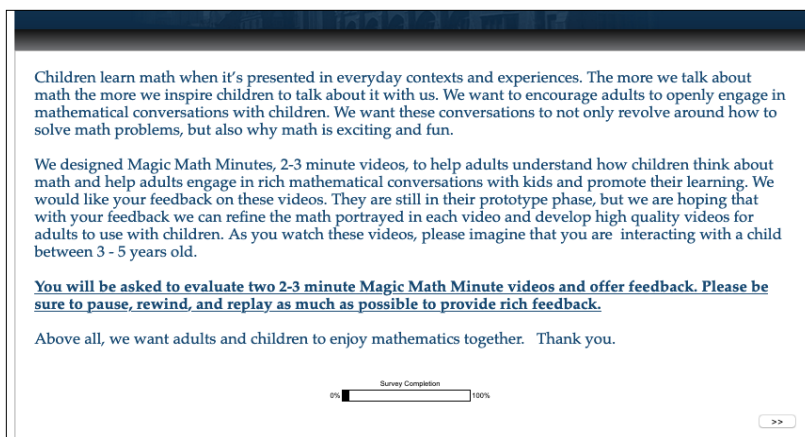 Children learn math when it's presented in everyday contexts and experiences. The more we talk about
math the more we inspire children to talk about it with us. We want to encourage adults to openly engage in
mathematical conversations with children. We want these conversations to not only revolve around how to
solve math problems, but also why math is exciting and fun.
We designed Magic Math Minutes, 2-3 minute videos, to help adults understand how children think about
math and help adults engage in rich mathematical conversations with kids and promote their learning. We
would like your feedback on these videos. They are still in their prototype phase, but we are hoping that
with your feedback we can refine the math portrayed in each video and develop high quality videos for
adults to use with children. As you watch these videos, please imagine that you are interacting with a child
between 3 - 5 years old.
You will be asked to evaluate two 2-3 minute Magic Math Minute videos and offer feedback. Please be
sure to pause, rewind, and replay as much as possible to provide rich feedback.
Above all, we want adults and children to enjoy mathematics together. Thank you.
Survey Completion
0% 100%
>>